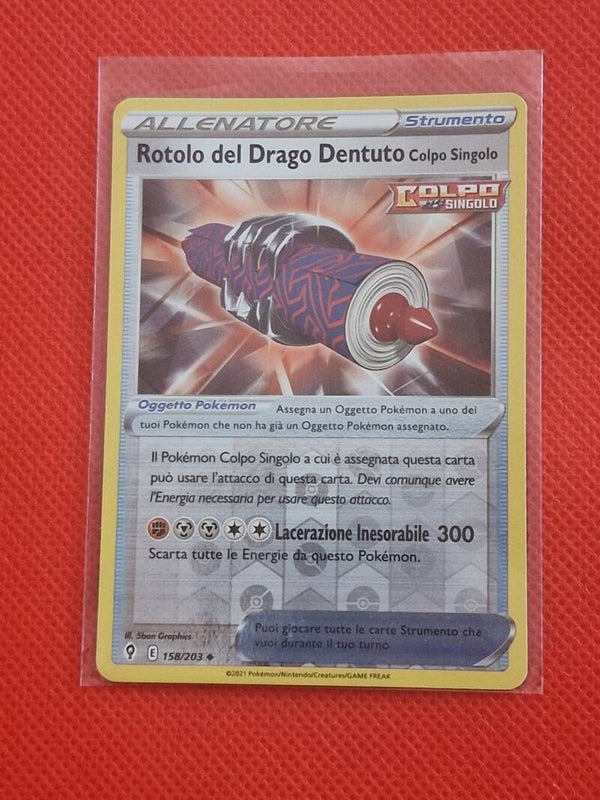 ALLENATORE Strumento
Rotolo del Drago Dentuto Colpo Singolo
COLPO
SINGOLO
Oggetto Pokémon Assegna un Oggetto Pokémon a uno dei
tuoi Pokémon che non ha già un Oggetto Pokémon assegnato.
Il Pokémon Colpo Singolo a cui è assegnata questa carta
può usare l'attacco di questa carta. Devi comunque avere
l'Energia necessaria per usare questo attacco.
Lacerazione Inesorabile 300
Scarta tutte le Energie da questo Pokémon.
Puoi giocare tutte le carte Strumento che
vuoi durante il tuo turno.
Ill. 5ban Graphics
E 158/203
©2021 Pokémon/Nintendo/Creatures/GAME FREAK